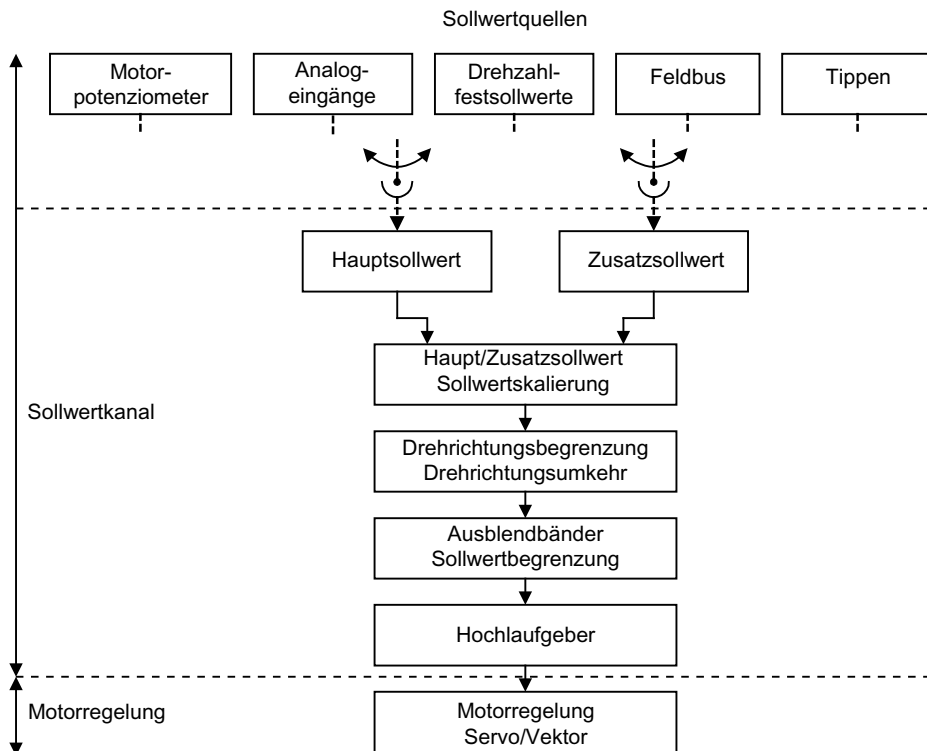 Sollwertquellen
Motor-
potenziometer
Analog-
eingänge
Drehzahl-
festsollwerte
Feldbus
Tippen
Hauptsollwert
Zusatzsollwert
Haupt/Zusatzsollwert
Sollwertskalierung
Sollwertkanal
Drehrichtungsbegrenzung
Drehrichtungsumkehr
Ausblendbänder
Sollwertbegrenzung
Hochlaufgeber
Motorregelung
Motorregelung
Servo/Vektor